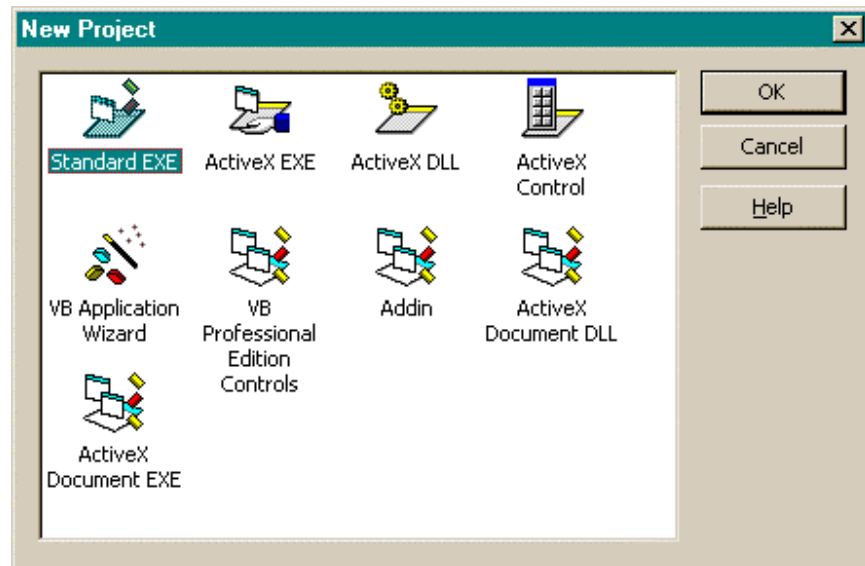 New Project
Standard EXE
ActiveX EXE
ActiveX DLL
ActiveX
Control
OK
Cancel
Help
VB Application
Wizard
VB
Professional
Edition
Controls
Addin
ActiveX
Document DLL
ActiveX
Document EXE